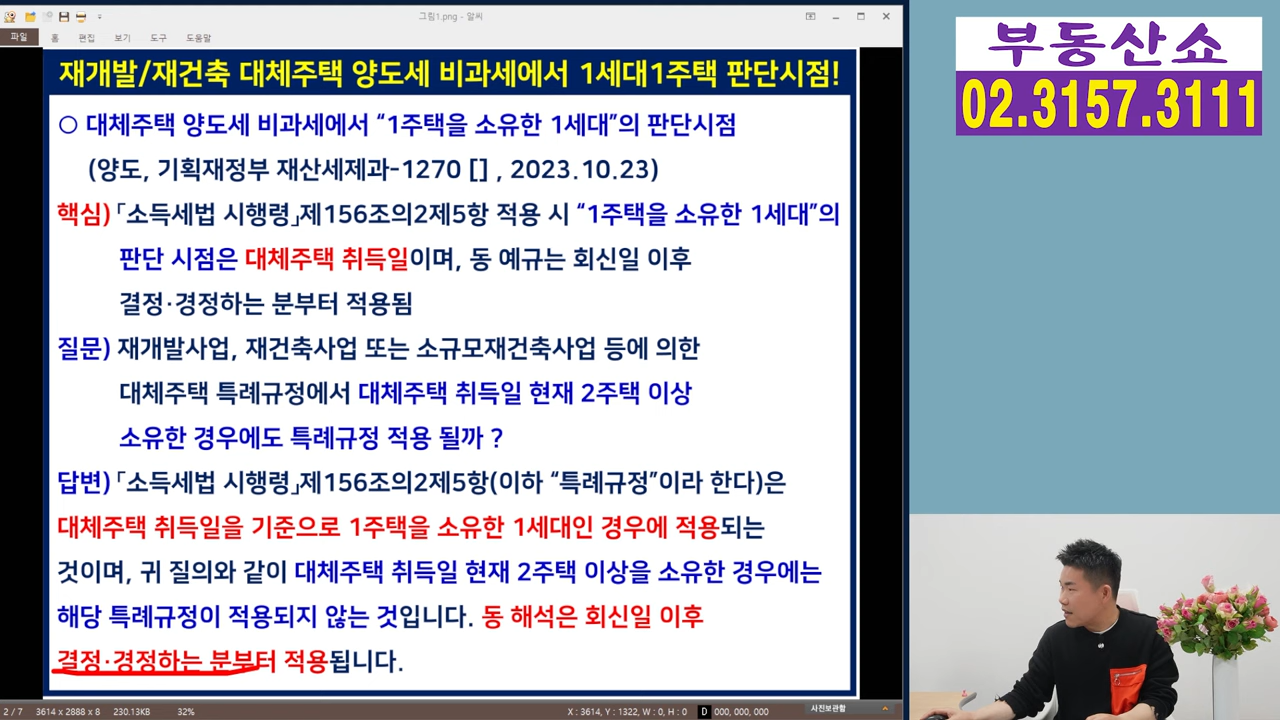 그림1.png - 알씨
파일 홈 편집 보기 도구 도움말
재개발/재건축 대체주택 양도세 비과세에서 1세대1주택 판단시점!
○ 대체주택 양도세 비과세에서 “1주택을 소유한 1세대”의 판단시점
(양도, 기획재정부 재산세제과-1270 [] , 2023.10.23)
핵심) ｢소득세법 시행령｣제156조의2제5항 적용 시 “1주택을 소유한 1세대”의
판단 시점은 대체주택 취득일이며, 동 예규는 회신일 이후
결정·경정하는 분부터 적용됨
질문) 재개발사업, 재건축사업 또는 소규모재건축사업 등에 의한
대체주택 특례규정에서 대체주택 취득일 현재 2주택 이상
소유한 경우에도 특례규정 적용 될까 ?
답변) ｢소득세법 시행령｣제156조의2제5항(이하 “특례규정”이라 한다)은
대체주택 취득일을 기준으로 1주택을 소유한 1세대인 경우에 적용되는
것이며, 귀 질의와 같이 대체주택 취득일 현재 2주택 이상을 소유한 경우에는
해당 특례규정이 적용되지 않는 것입니다. 동 해석은 회신일 이후
결정·경정하는 분부터 적용됩니다.
2 / 7 3614 x 2888 x 8 230.13KB 32% X : 3614, Y : 1322, W : 0, H : 0 D 000, 000, 000 사진보관함
부동산쇼
02.3157.3111